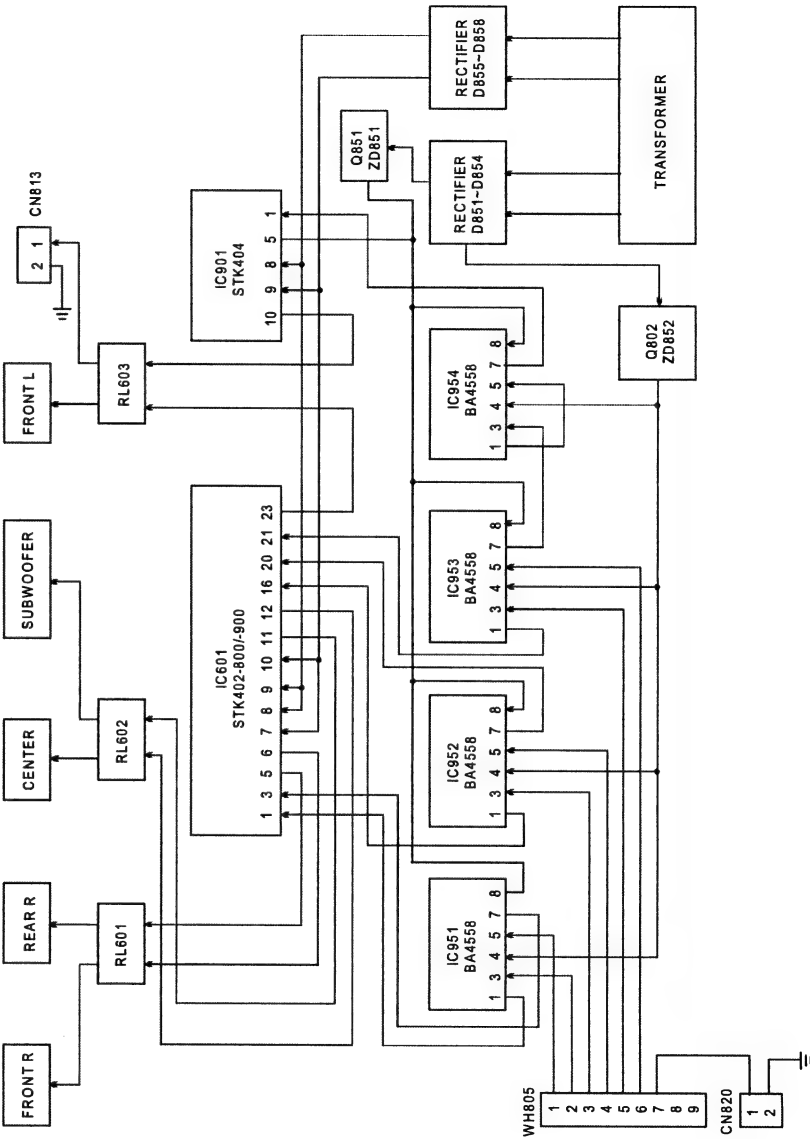 FRONT R
REAR R
CENTER
SUBWOOFER
FRONT L
CN813
2 1
RL601
RL602
RL603
IC601
STK402-800/-900
1 3 5 6 7 8 9 10 11 12 16 20 21 23
IC901
STK404
10 9 8 5 1
Q851
ZD851
RECTIFIER
D855~D858
RECTIFIER
D851~D854
IC951
BA4558
1 3 4 5 7 8
IC952
BA4558
1 3 4 5 7 8
IC953
BA4558
1 3 4 5 7 8
IC954
BA4558
1 3 4 5 7 8
Q802
ZD852
TRANSFORMER
WH805
1
2
3
4
5
6
7
8
9
CN820
1
2